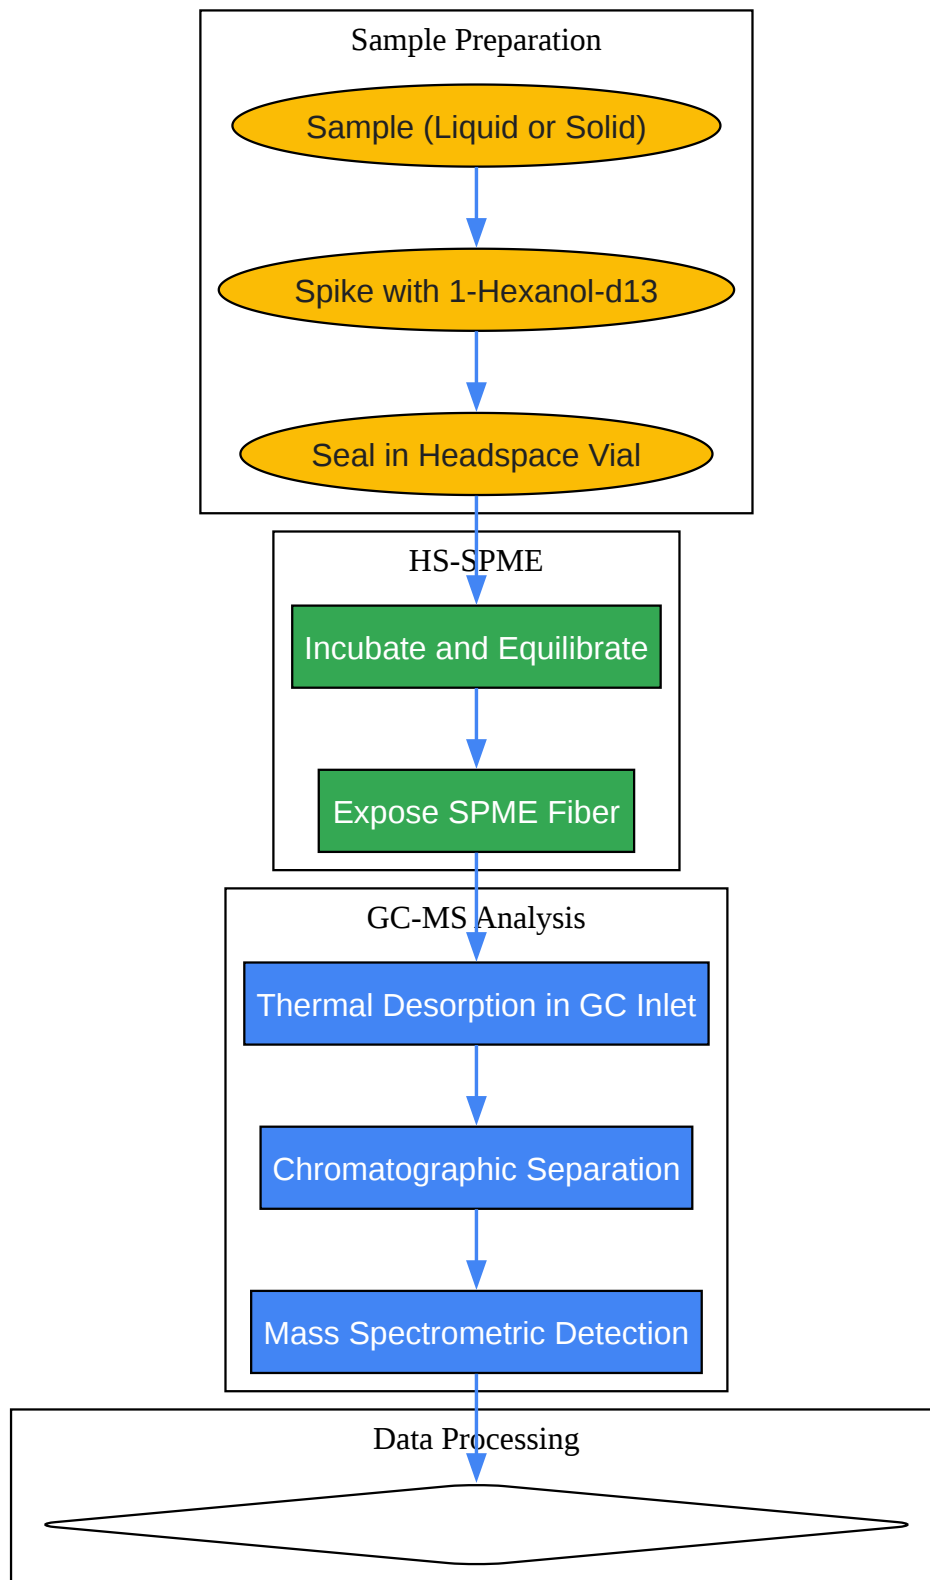 Sample Preparation
Sample (Liquid or Solid)
Spike with 1-Hexanol-d13
Seal in Headspace Vial
HS-SPME
Incubate and Equilibrate
Expose SPME Fiber
GC-MS Analysis
Thermal Desorption in GC Inlet
Chromatographic Separation
Mass Spectrometric Detection
Data Processing